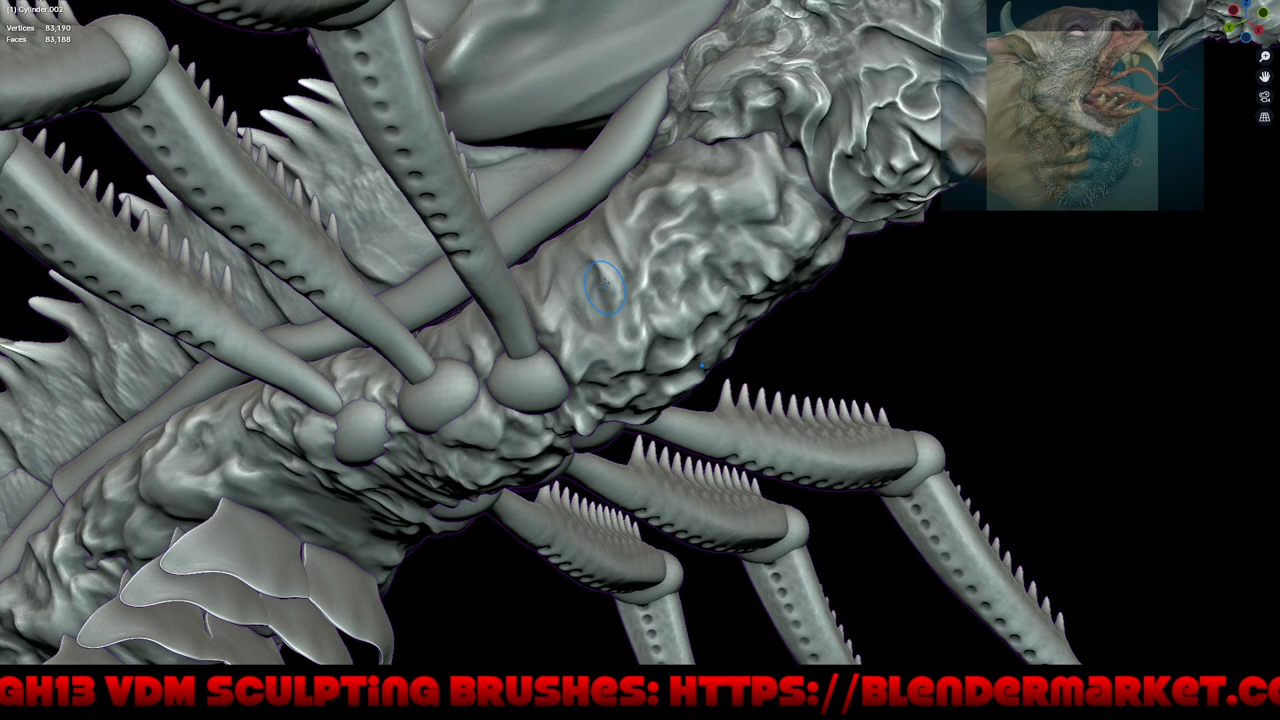 (1) Cylinder.002
Vertices 83,190
Faces 83,188
GH13 VDM SCULPTING BRUSHES: HTTPS://BLENDERMARKET.CO